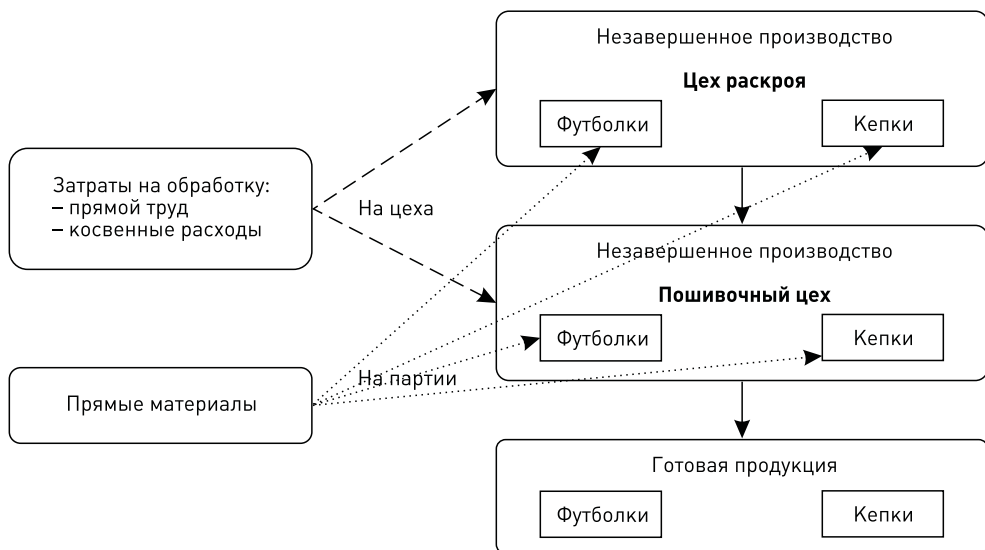 Незавершенное производство
Цех раскроя
Футболки
Кепки
Затраты на обработку:
– прямой труд
– косвенные расходы
На цеха
Незавершенное производство
Пошивочный цех
Футболки
Кепки
На партии
Прямые материалы
Готовая продукция
Футболки
Кепки